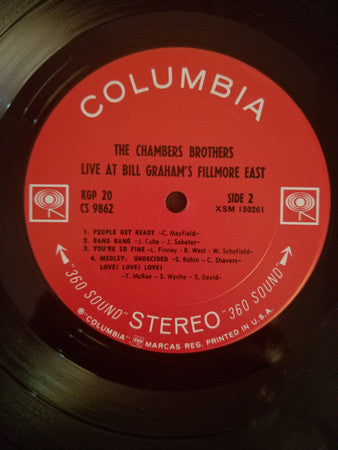 COLUMBIA
THE CHAMBERS BROTHERS
LIVE AT BILL GRAHAM'S FILLMORE EAST
KGP 20
CS 9862
SIDE 2
XSM 150261
1. PEOPLE GET READY -C. Mayfield-
2. BANG BANG -J. Cuba - J. Sabater-
3. YOU'RE SO FINE -L. Finney - B. West - W. Schofield-
4. MEDLEY: UNDECIDED -S. Robin - C. Shavers-
LOVE! LOVE! LOVE!
-T. McRae - S. Wyche - S. David-
"360 SOUND" STEREO "360 SOUND"
® "COLUMBIA" MARCAS REG. PRINTED IN U.S.A.